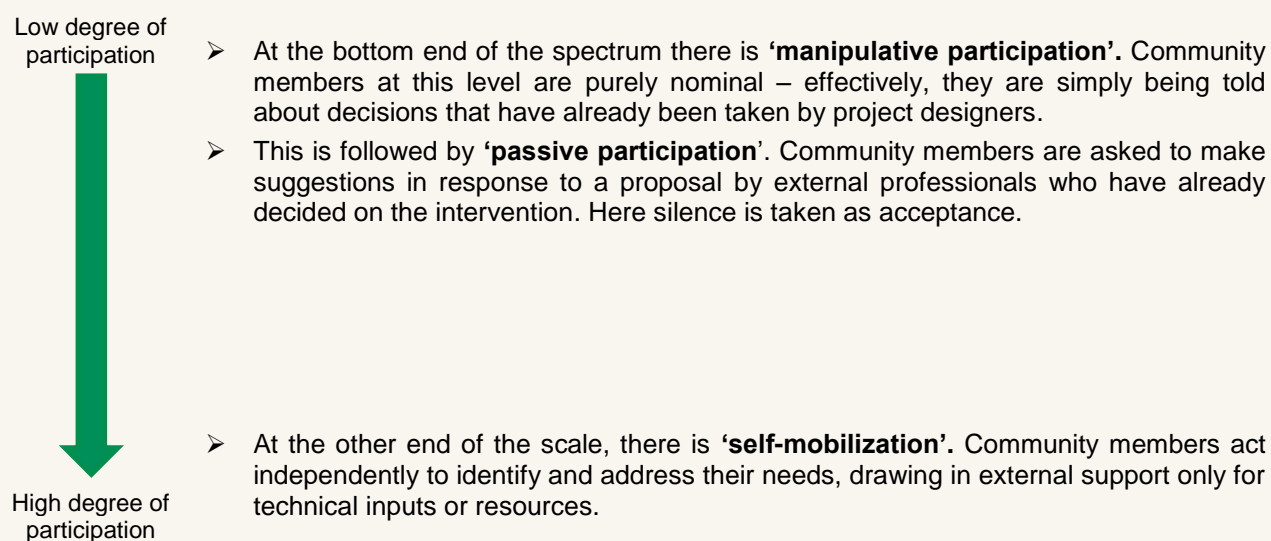 Low degree of
participation
➢ At the bottom end of the spectrum there is ‘manipulative participation’. Community
members at this level are purely nominal – effectively, they are simply being told
about decisions that have already been taken by project designers.
➢ This is followed by ‘passive participation’. Community members are asked to make
suggestions in response to a proposal by external professionals who have already
decided on the intervention. Here silence is taken as acceptance.
➢ At the other end of the scale, there is ‘self-mobilization’. Community members act
independently to identify and address their needs, drawing in external support only for
technical inputs or resources.
High degree of
participation